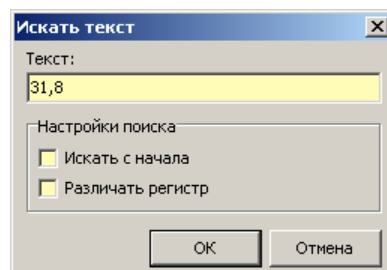 Искать текст
Текст:
31,8
Настройки поиска
Искать с начала
Различать регистр
ОК
Отмена